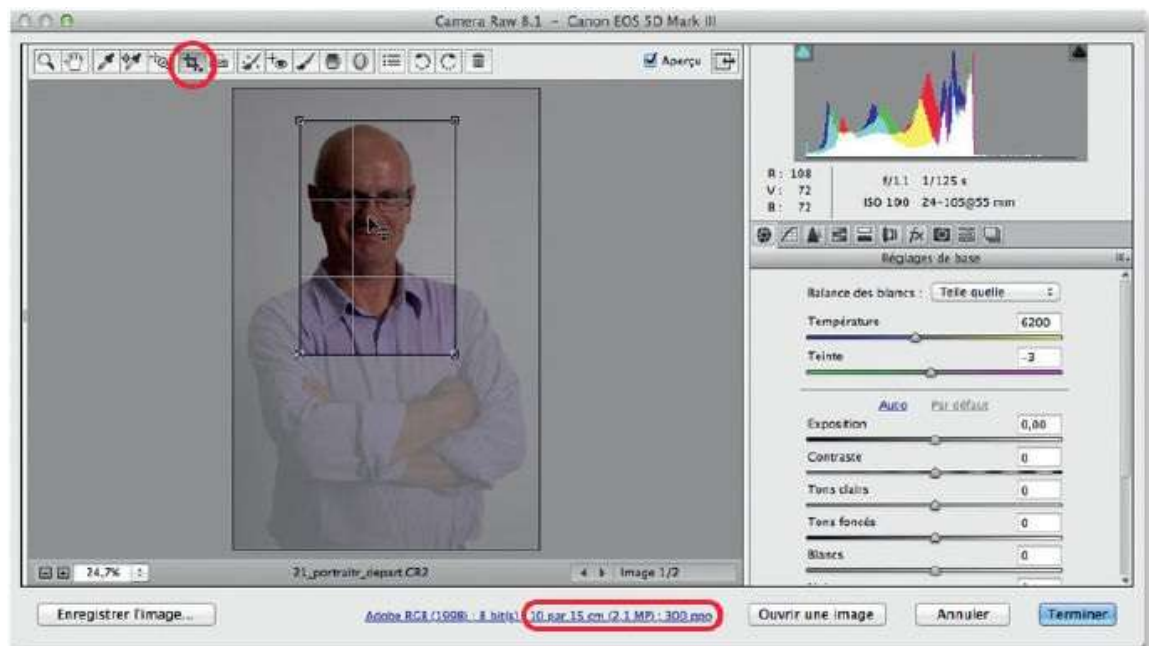 Camera Raw 8.1 – Canon EOS 5D Mark III
Aperçu
R: 108
V: 72
B: 72
f/11 1/125 s
ISO 100 24-105@55 mm
Réglages de base
Balance des blancs : Telle quelle
Température 6200
Teinte -3
Auto Par défaut
Exposition 0,00
Contraste 0
Tons clairs 0
Tons foncés 0
Blancs 0
24,7% 21_portraitr_depart.CR2 Image 1/2
Enregistrer l'image... Adobe RGB (1998) ; 8 bit(s) ; 10 par 15 cm (2,1 MP) ; 300 ppp Ouvrir une image Annuler Terminer